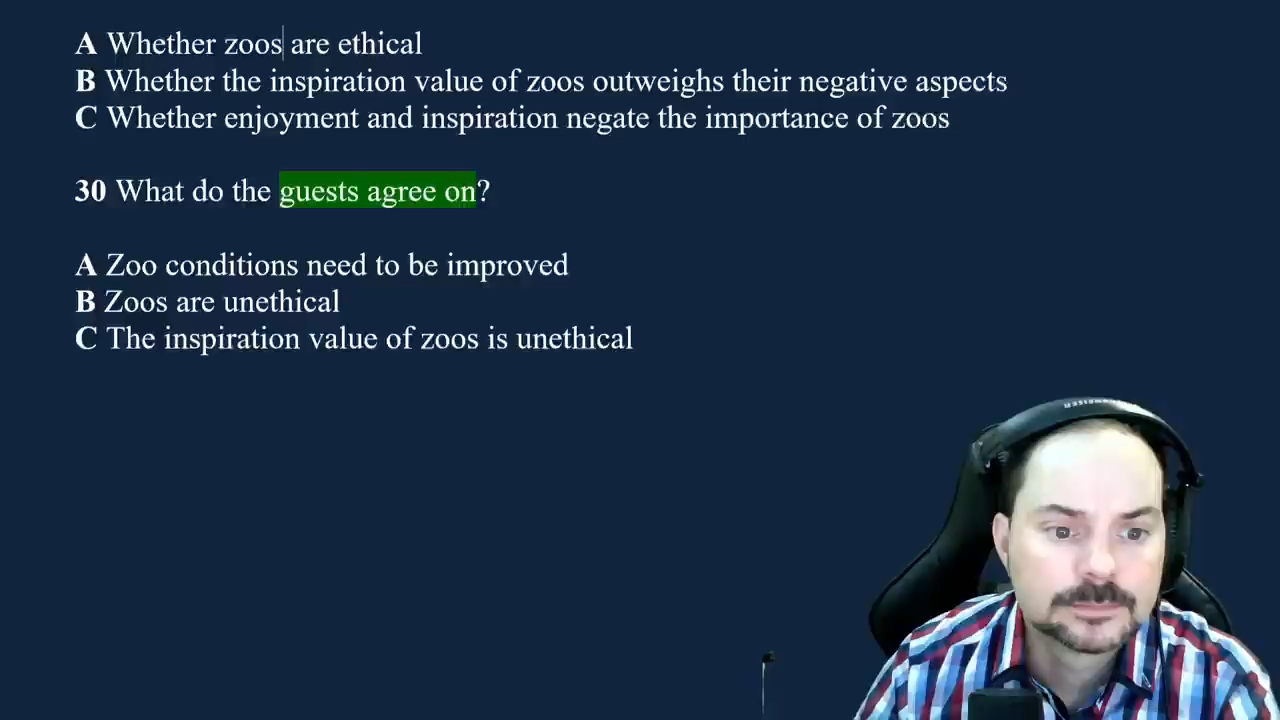 A Whether zoos are ethical
B Whether the inspiration value of zoos outweighs their negative aspects
C Whether enjoyment and inspiration negate the importance of zoos
30 What do the guests agree on?
A Zoo conditions need to be improved
B Zoos are unethical
C The inspiration value of zoos is unethical